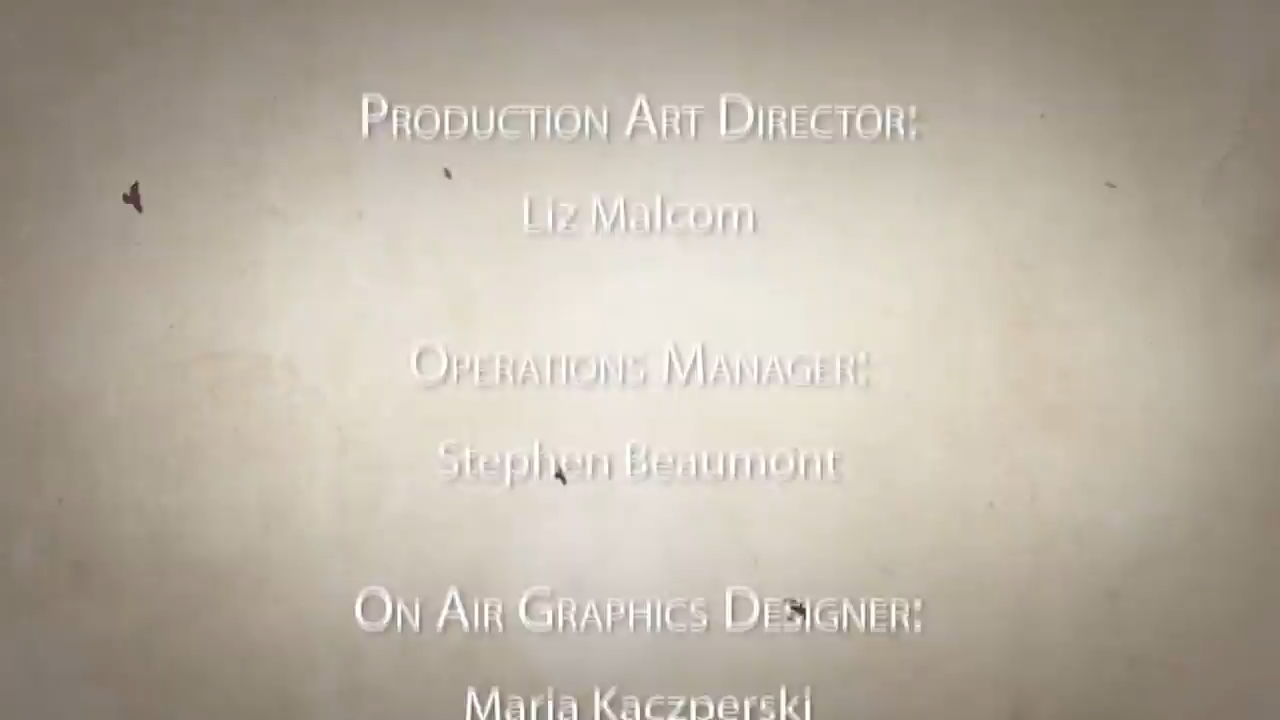 Production Art Director:
Liz Malcom
Operations Manager:
Stephen Beaumont
On Air Graphics Designer:
Maria Kaczperski